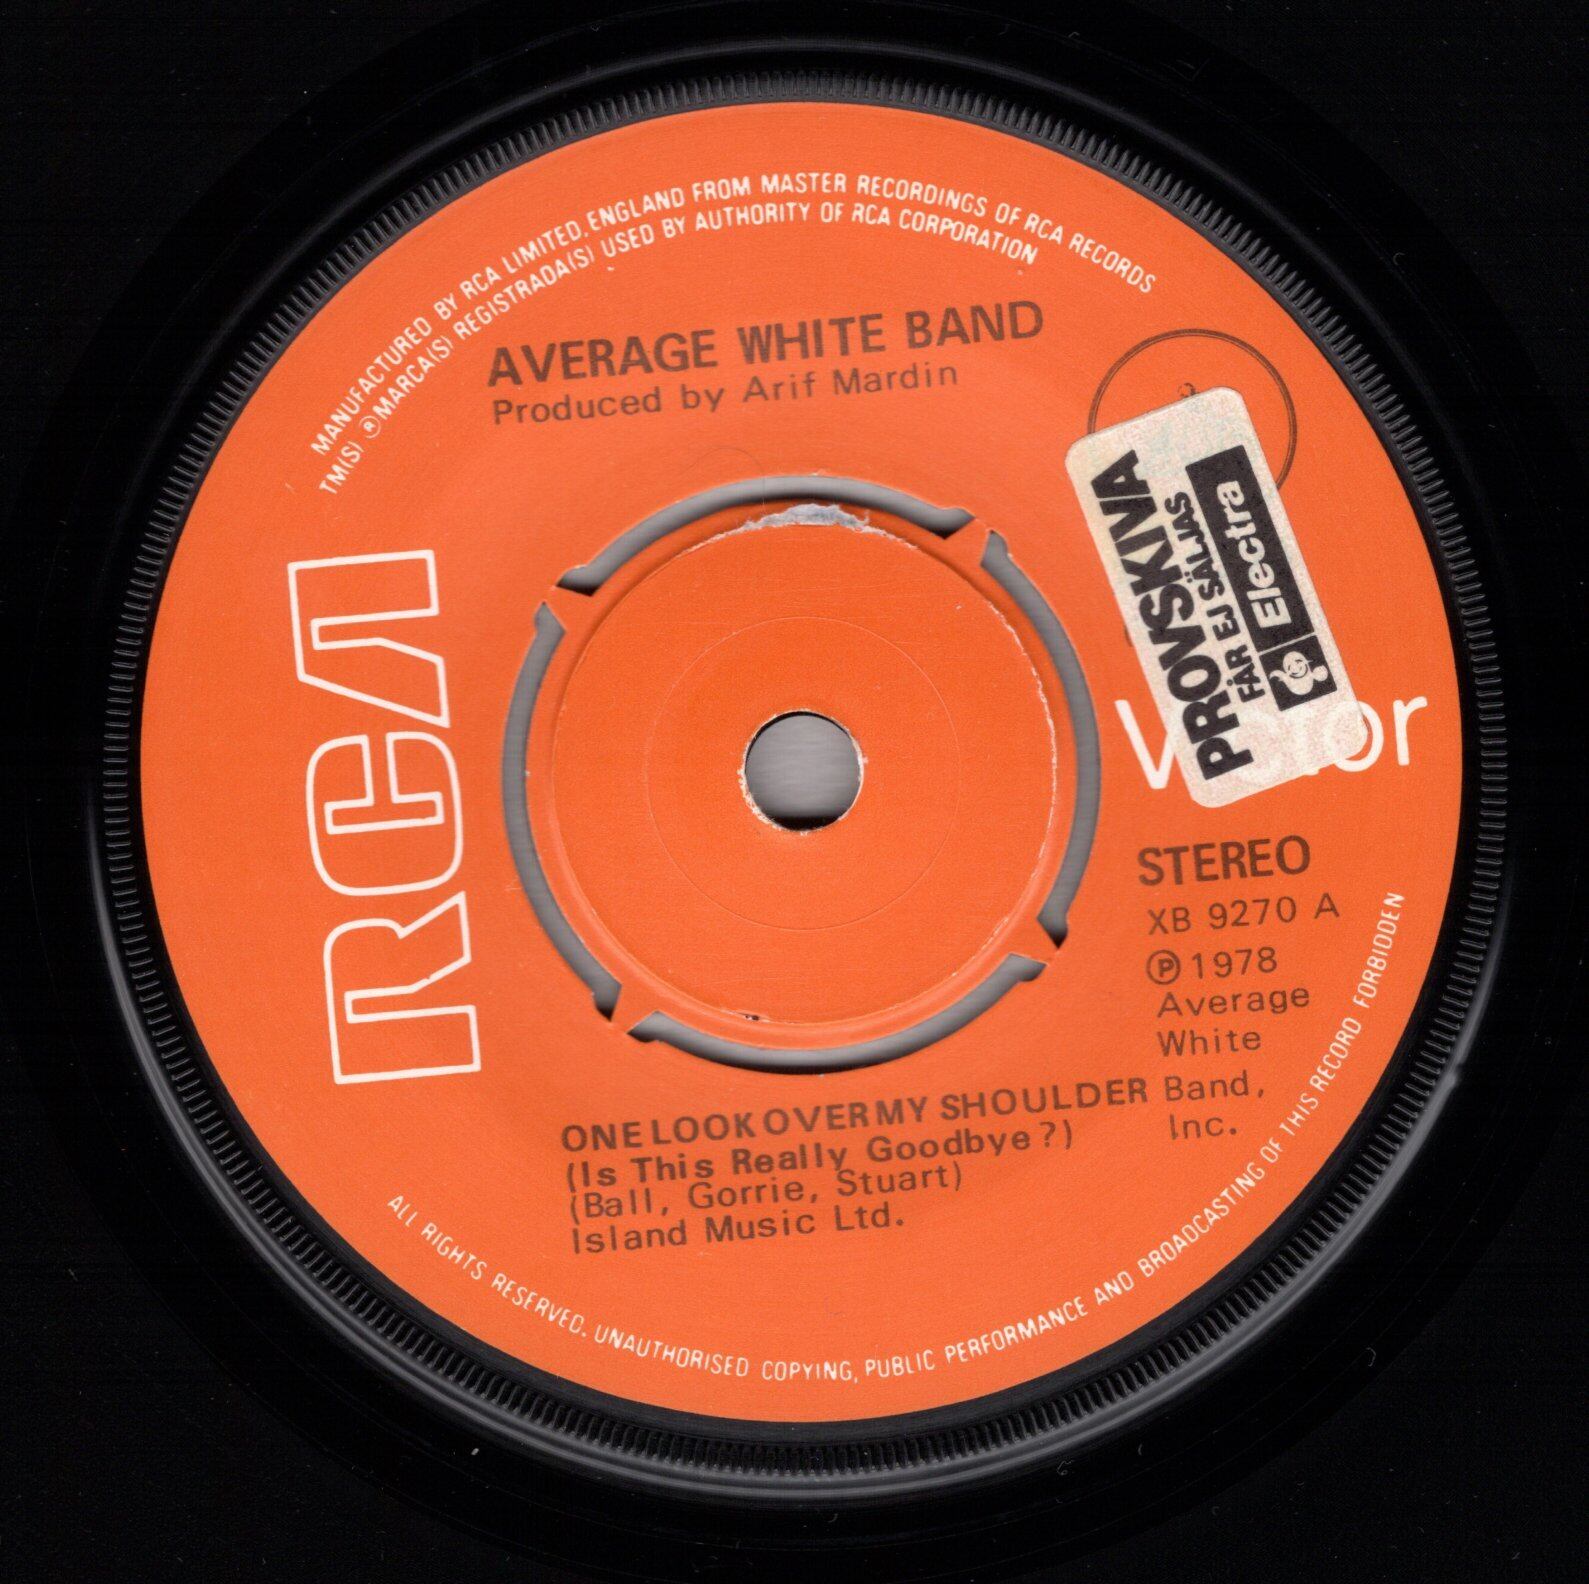 MANUFACTURED BY RCA LIMITED, ENGLAND FROM MASTER RECORDINGS OF RCA RECORDS
TM(S) ® MARCA(S) REGISTRADA(S) USED BY AUTHORITY OF RCA CORPORATION
AVERAGE WHITE BAND
Produced by Arif Mardin
RCA
PROVSKIVA
FÅR EJ SÄLJAS
Electra
STEREO
XB 9270 A
Ⓟ 1978
Average
White
Band,
Inc.
ONE LOOK OVER MY SHOULDER
(Is This Really Goodbye?)
(Ball, Gorrie, Stuart)
Island Music Ltd.
ALL RIGHTS RESERVED. UNAUTHORISED COPYING, PUBLIC PERFORMANCE AND BROADCASTING OF THIS RECORD FORBIDDEN